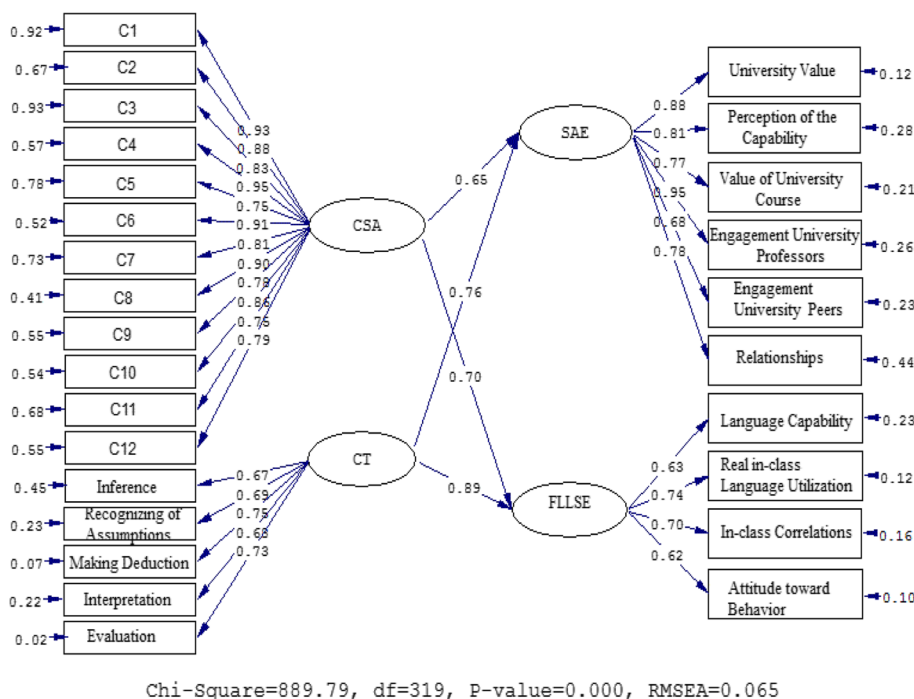 0.92
C1
0.67
C2
0.93
C3
0.57
C4
0.78
C5
0.52
C6
0.73
C7
0.41
C8
0.55
C9
0.54
C10
0.68
C11
0.55
C12
0.45
Inference
0.23
Recognizing of
Assumptions
0.07
Making Deduction
0.22
Interpretation
0.02
Evaluation
0.93
0.88
0.83
0.95
0.75
0.91
0.81
0.90
0.78
0.86
0.75
0.79
CSA
0.67
0.69
0.75
0.68
0.73
CT
0.65
0.76
0.70
0.89
SAE
0.88
0.81
0.77
0.95
0.68
0.78
FLLSE
0.63
0.74
0.70
0.62
University Value
0.12
Perception of the
Capability
0.28
Value of University
Course
0.21
Engagement University
Professors
0.26
Engagement
University Peers
0.23
Relationships
0.44
Language Capability
0.23
Real in-class
Language Utilization
0.12
In-class Correlations
0.16
Attitude toward
Behavior
0.10
Chi-Square=889.79, df=319, P-value=0.000, RMSEA=0.065